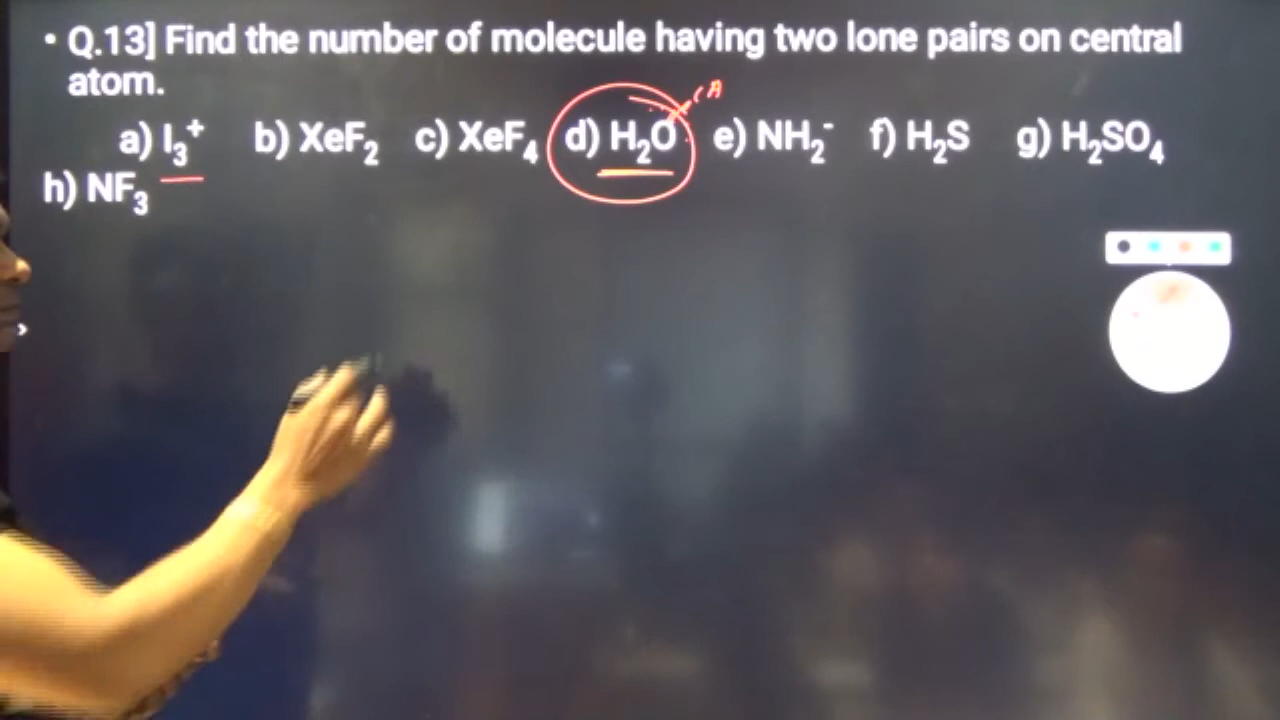 • Q.13] Find the number of molecule having two lone pairs on central
atom.
a) I₃⁺ b) XeF₂ c) XeF₄ d) H₂O e) NH₂⁻ f) H₂S g) H₂SO₄
h) NF₃